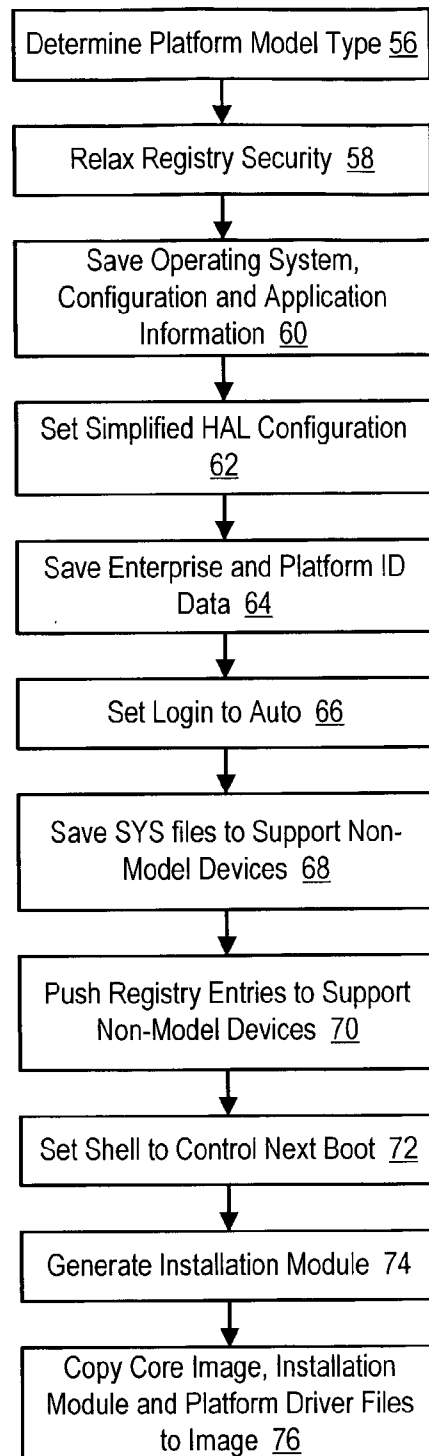 Determine Platform Model Type 56
Relax Registry Security 58
Save Operating System,
Configuration and Application
Information 60
Set Simplified HAL Configuration
62
Save Enterprise and Platform ID
Data 64
Set Login to Auto 66
Save SYS files to Support Non-
Model Devices 68
Push Registry Entries to Support
Non-Model Devices 70
Set Shell to Control Next Boot 72
Generate Installation Module 74
Copy Core Image, Installation
Module and Platform Driver Files
to Image 76